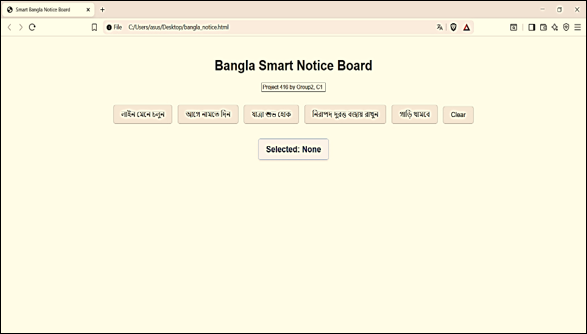 Smart Bangla Notice Board
File C:/Users/asus/Desktop/bangla_notice.html
Bangla Smart Notice Board
Project 416 by Group2, C1
লাইন মেনে চলুন আগে নামতে দিন যাত্রা শুভ হোক নিরাপদ দূরত্ব বজায় রাখুন গাড়ি থামবে Clear
Selected: None